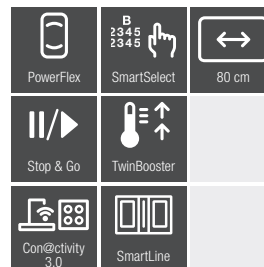 B
2345
2345
PowerFlex
SmartSelect
80 cm
Stop & Go
TwinBooster
Con@ctivity
3.0
SmartLine